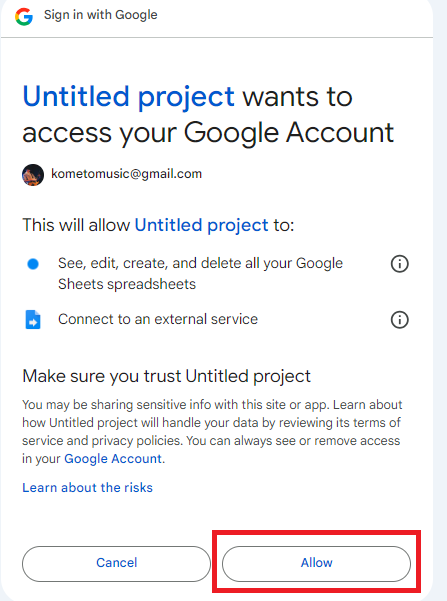 Sign in with Google
Untitled project wants to
access your Google Account
kometomusic@gmail.com
This will allow Untitled project to:
See, edit, create, and delete all your Google
Sheets spreadsheets
Connect to an external service
Make sure you trust Untitled project
You may be sharing sensitive info with this site or app. Learn about
how Untitled project will handle your data by reviewing its terms of
service and privacy policies. You can always see or remove access
in your Google Account.
Learn about the risks
Cancel
Allow